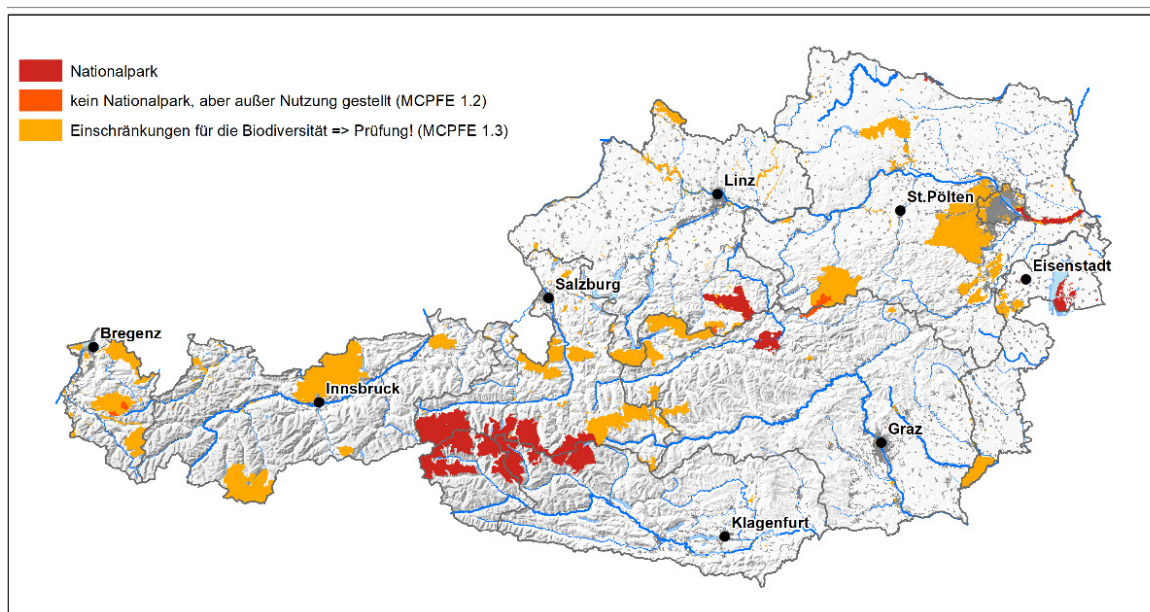 Nationalpark
kein Nationalpark, aber außer Nutzung gestellt (MCPFE 1.2)
Einschränkungen für die Biodiversität => Prüfung! (MCPFE 1.3)
Linz
St.Pölten
Eisenstadt
Salzburg
Bregenz
Innsbruck
Graz
Klagenfurt